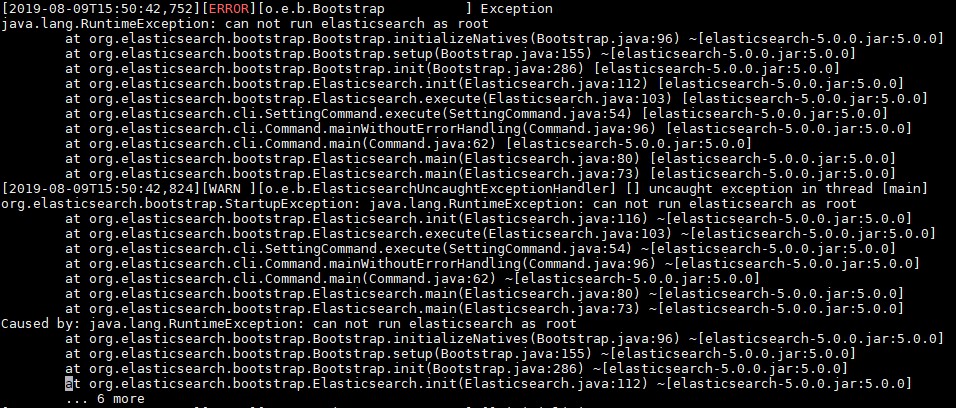 [2019-08-09T15:50:42,752][ERROR][o.e.b.Bootstrap          ] Exception
java.lang.RuntimeException: can not run elasticsearch as root
        at org.elasticsearch.bootstrap.Bootstrap.initializeNatives(Bootstrap.java:96) ~[elasticsearch-5.0.0.jar:5.0.0]
        at org.elasticsearch.bootstrap.Bootstrap.setup(Bootstrap.java:155) ~[elasticsearch-5.0.0.jar:5.0.0]
        at org.elasticsearch.bootstrap.Bootstrap.init(Bootstrap.java:286) [elasticsearch-5.0.0.jar:5.0.0]
        at org.elasticsearch.bootstrap.Elasticsearch.init(Elasticsearch.java:112) [elasticsearch-5.0.0.jar:5.0.0]
        at org.elasticsearch.bootstrap.Elasticsearch.execute(Elasticsearch.java:103) [elasticsearch-5.0.0.jar:5.0.0]
        at org.elasticsearch.cli.SettingCommand.execute(SettingCommand.java:54) [elasticsearch-5.0.0.jar:5.0.0]
        at org.elasticsearch.cli.Command.mainWithoutErrorHandling(Command.java:96) [elasticsearch-5.0.0.jar:5.0.0]
        at org.elasticsearch.cli.Command.main(Command.java:62) [elasticsearch-5.0.0.jar:5.0.0]
        at org.elasticsearch.bootstrap.Elasticsearch.main(Elasticsearch.java:80) [elasticsearch-5.0.0.jar:5.0.0]
        at org.elasticsearch.bootstrap.Elasticsearch.main(Elasticsearch.java:73) [elasticsearch-5.0.0.jar:5.0.0]
[2019-08-09T15:50:42,824][WARN ][o.e.b.ElasticsearchUncaughtExceptionHandler] [] uncaught exception in thread [main]
org.elasticsearch.bootstrap.StartupException: java.lang.RuntimeException: can not run elasticsearch as root
        at org.elasticsearch.bootstrap.Elasticsearch.init(Elasticsearch.java:116) ~[elasticsearch-5.0.0.jar:5.0.0]
        at org.elasticsearch.bootstrap.Elasticsearch.execute(Elasticsearch.java:103) ~[elasticsearch-5.0.0.jar:5.0.0]
        at org.elasticsearch.cli.SettingCommand.execute(SettingCommand.java:54) ~[elasticsearch-5.0.0.jar:5.0.0]
        at org.elasticsearch.cli.Command.mainWithoutErrorHandling(Command.java:96) ~[elasticsearch-5.0.0.jar:5.0.0]
        at org.elasticsearch.cli.Command.main(Command.java:62) ~[elasticsearch-5.0.0.jar:5.0.0]
        at org.elasticsearch.bootstrap.Elasticsearch.main(Elasticsearch.java:80) ~[elasticsearch-5.0.0.jar:5.0.0]
        at org.elasticsearch.bootstrap.Elasticsearch.main(Elasticsearch.java:73) ~[elasticsearch-5.0.0.jar:5.0.0]
Caused by: java.lang.RuntimeException: can not run elasticsearch as root
        at org.elasticsearch.bootstrap.Bootstrap.initializeNatives(Bootstrap.java:96) ~[elasticsearch-5.0.0.jar:5.0.0]
        at org.elasticsearch.bootstrap.Bootstrap.setup(Bootstrap.java:155) ~[elasticsearch-5.0.0.jar:5.0.0]
        at org.elasticsearch.bootstrap.Bootstrap.init(Bootstrap.java:286) ~[elasticsearch-5.0.0.jar:5.0.0]
        at org.elasticsearch.bootstrap.Elasticsearch.init(Elasticsearch.java:112) ~[elasticsearch-5.0.0.jar:5.0.0]
        ... 6 more